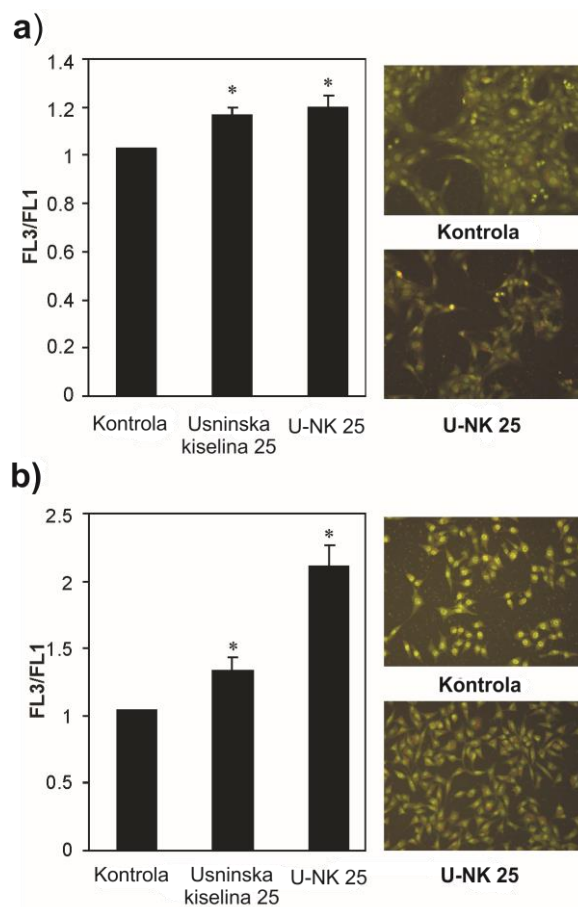 a)
FL3/FL1
1.4
1.2
1
0.8
0.6
0.4
0.2
0
*
*
Kontrola
Usninska
kiselina 25
U-NK 25
Kontrola
U-NK 25
b)
FL3/FL1
2.5
2
1.5
1
0.5
0
*
*
Kontrola
Usninska
kiselina 25
U-NK 25
Kontrola
U-NK 25